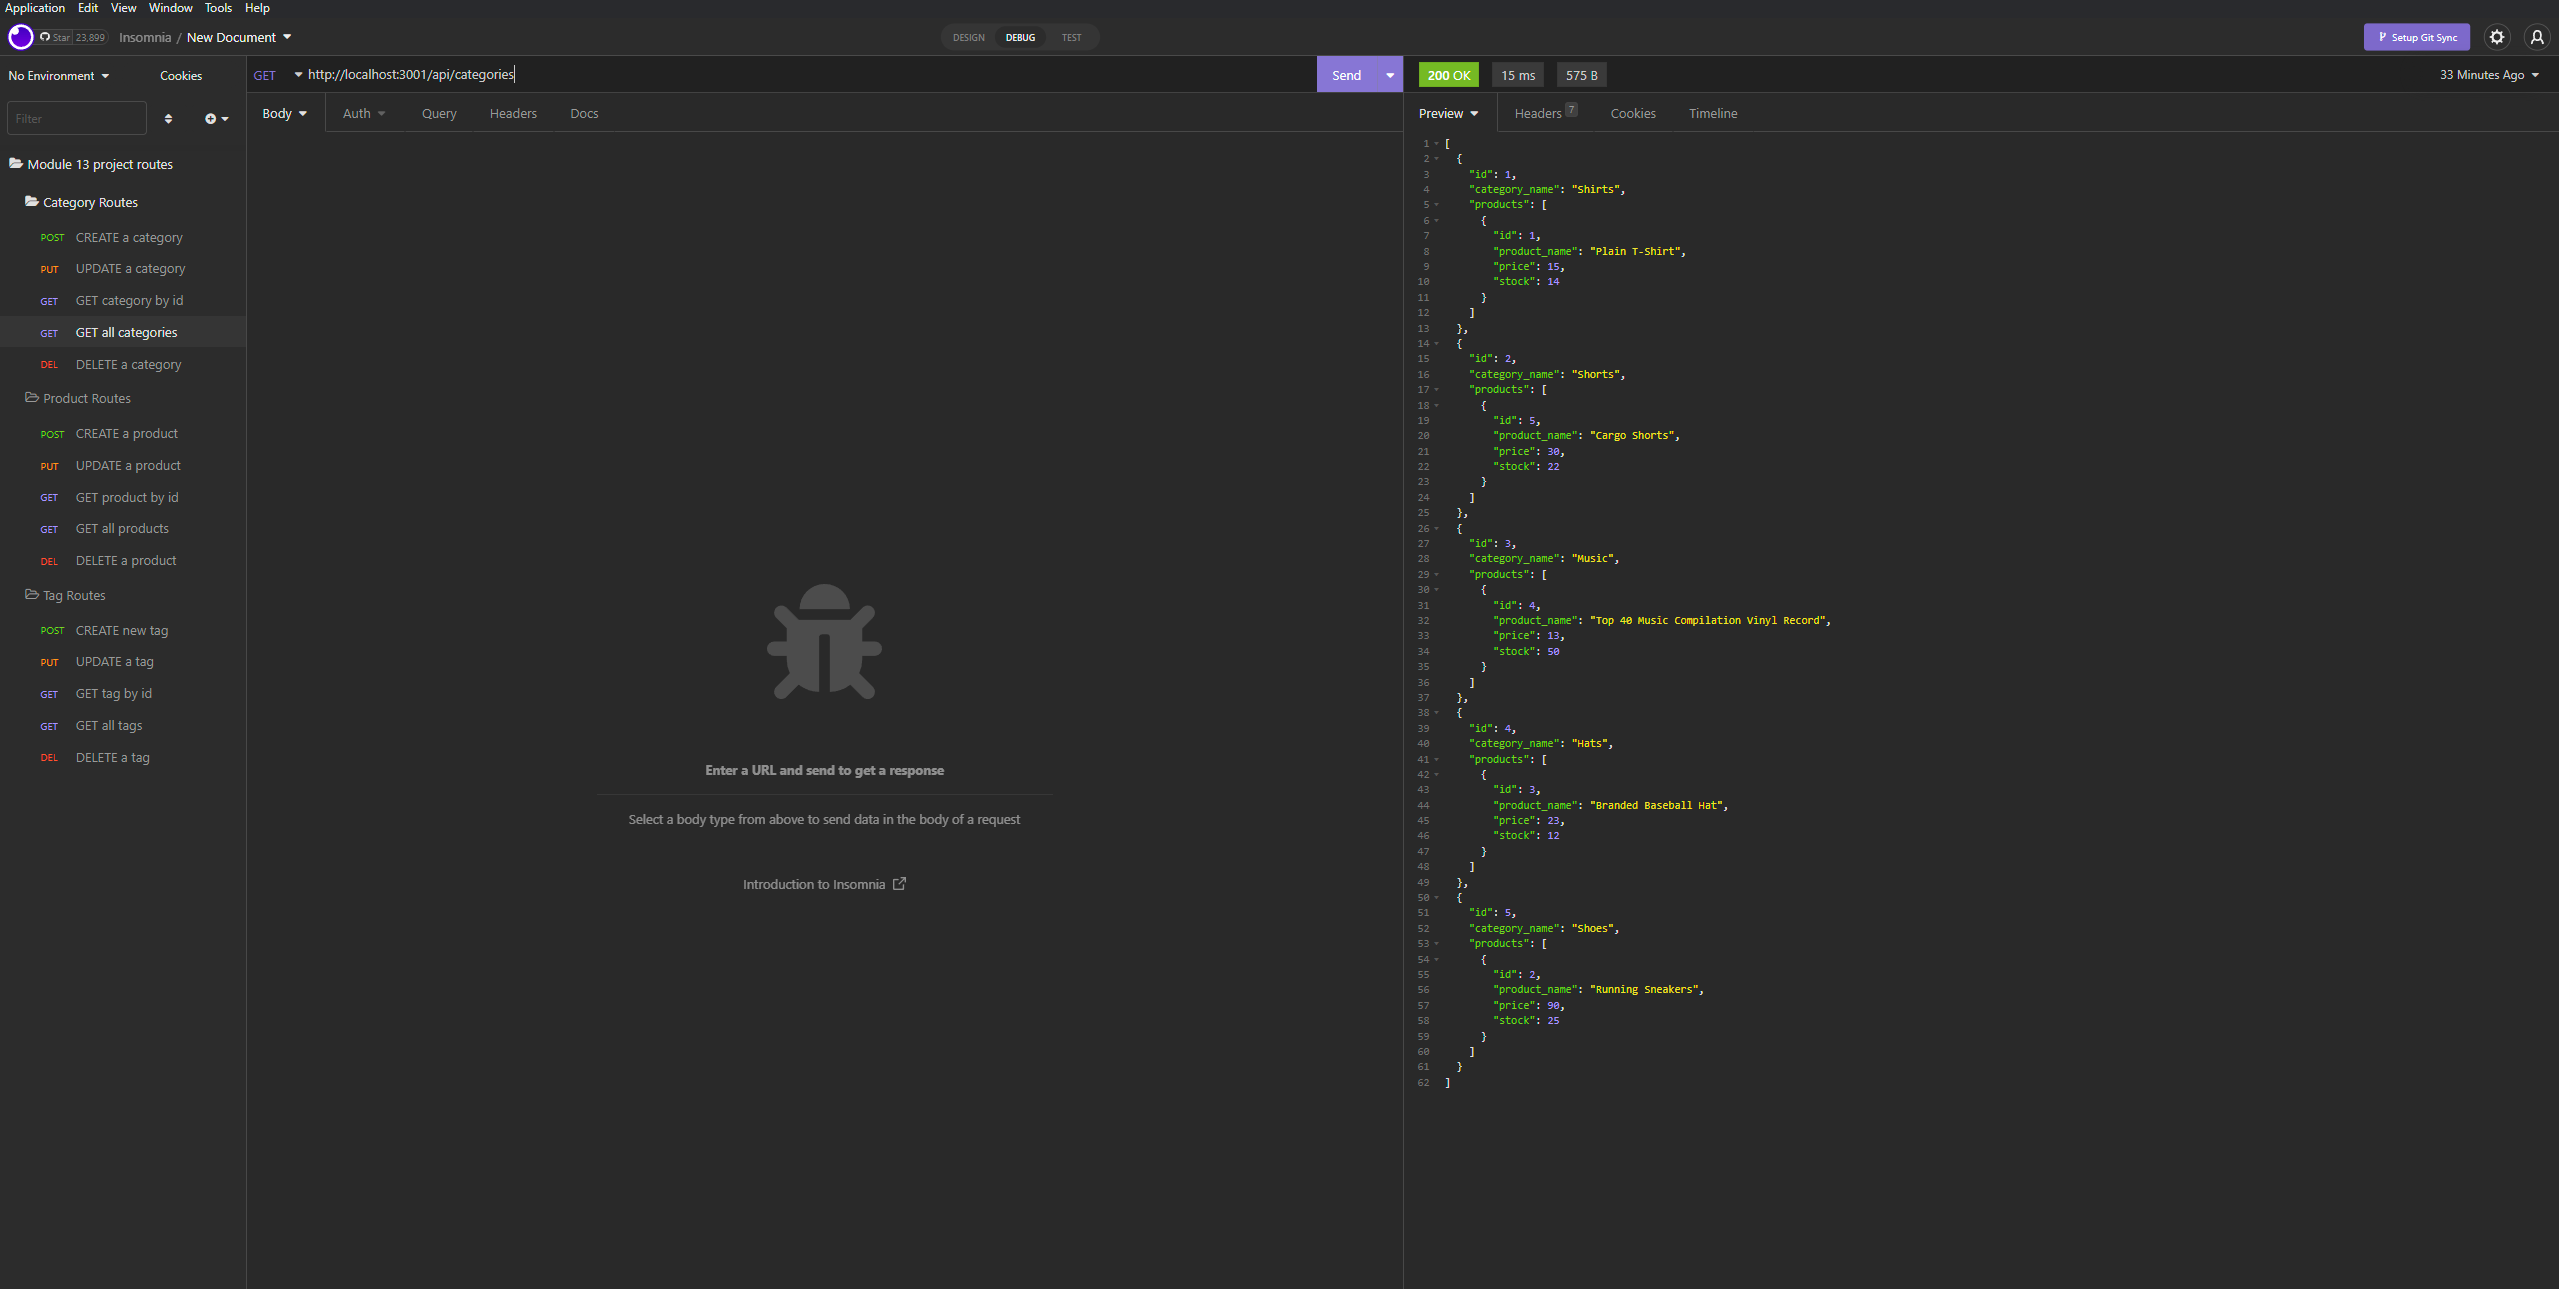 Application Edit View Window Tools Help
Star 23,899 Insomnia / New Document DESIGN DEBUG TEST Setup Git Sync
No Environment Cookies
Filter
Module 13 project routes
Category Routes
POST CREATE a category
PUT UPDATE a category
GET GET category by id
GET GET all categories
DEL DELETE a category
Product Routes
POST CREATE a product
PUT UPDATE a product
GET GET product by id
GET GET all products
DEL DELETE a product
Tag Routes
POST CREATE new tag
PUT UPDATE a tag
GET GET tag by id
GET GET all tags
DEL DELETE a tag
GET http://localhost:3001/api/categories Send
Body Auth Query Headers Docs
Enter a URL and send to get a response
Select a body type from above to send data in the body of a request
Introduction to Insomnia
200 OK 15 ms 575 B 33 Minutes Ago
Preview Headers 7 Cookies Timeline
1 [
2 {
3 "id": 1,
4 "category_name": "Shirts",
5 "products": [
6 {
7 "id": 1,
8 "product_name": "Plain T-Shirt",
9 "price": 15,
10 "stock": 14
11 }
12 ]
13 },
14 {
15 "id": 2,
16 "category_name": "Shorts",
17 "products": [
18 {
19 "id": 5,
20 "product_name": "Cargo Shorts",
21 "price": 30,
22 "stock": 22
23 }
24 ]
25 },
26 {
27 "id": 3,
28 "category_name": "Music",
29 "products": [
30 {
31 "id": 4,
32 "product_name": "Top 40 Music Compilation Vinyl Record",
33 "price": 13,
34 "stock": 50
35 }
36 ]
37 },
38 {
39 "id": 4,
40 "category_name": "Hats",
41 "products": [
42 {
43 "id": 3,
44 "product_name": "Branded Baseball Hat",
45 "price": 23,
46 "stock": 12
47 }
48 ]
49 },
50 {
51 "id": 5,
52 "category_name": "Shoes",
53 "products": [
54 {
55 "id": 2,
56 "product_name": "Running Sneakers",
57 "price": 90,
58 "stock": 25
59 }
60 ]
61 }
62 ]